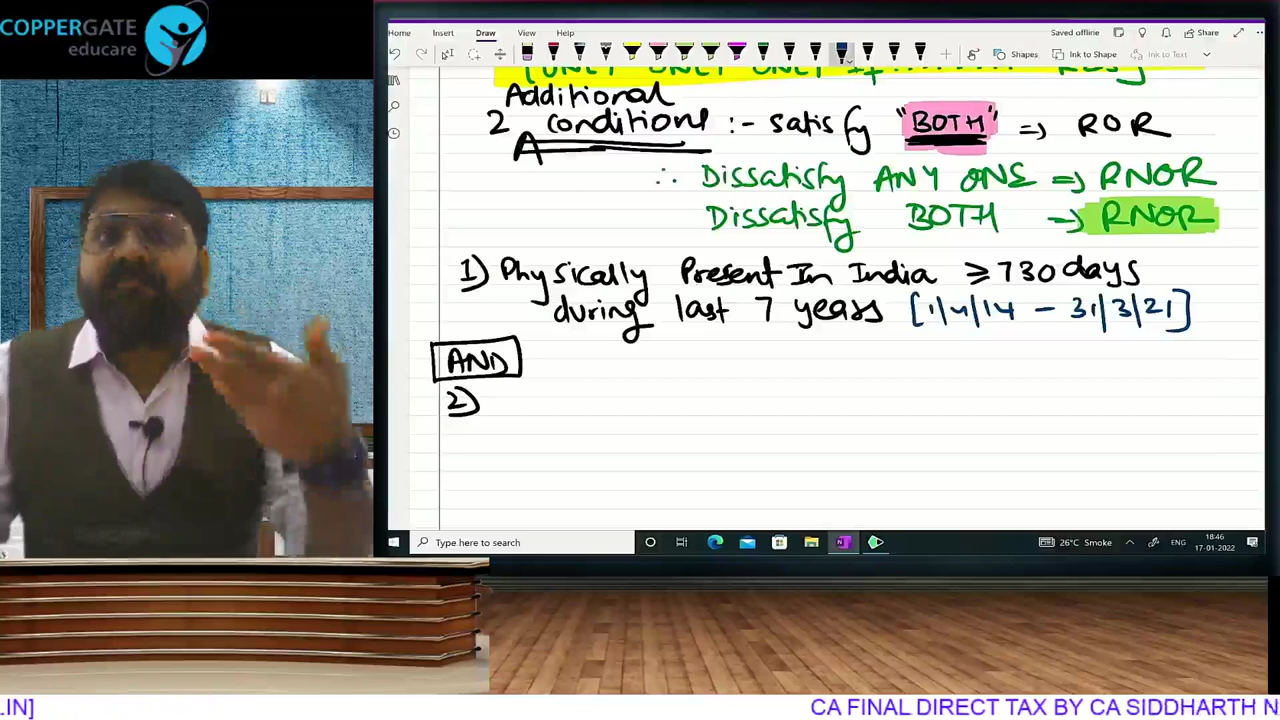 COPPERGATE
educare
Home Insert Draw View Help
Saved offline
Share
Shapes
Ink to Shape
Ink to Text
Additional
2 conditions :- satisfy "BOTH" => ROR
∴ Dissatisfy ANY ONE => RNOR
Dissatisfy BOTH => RNOR
1) Physically Present In India ≥ 730 days
during last 7 years [1/4/14 - 31/3/21]
AND
2)
Type here to search
26°C Smoke
ENG
18:46
17-01-2022
.IN]
CA FINAL DIRECT TAX BY CA SIDDHARTH N